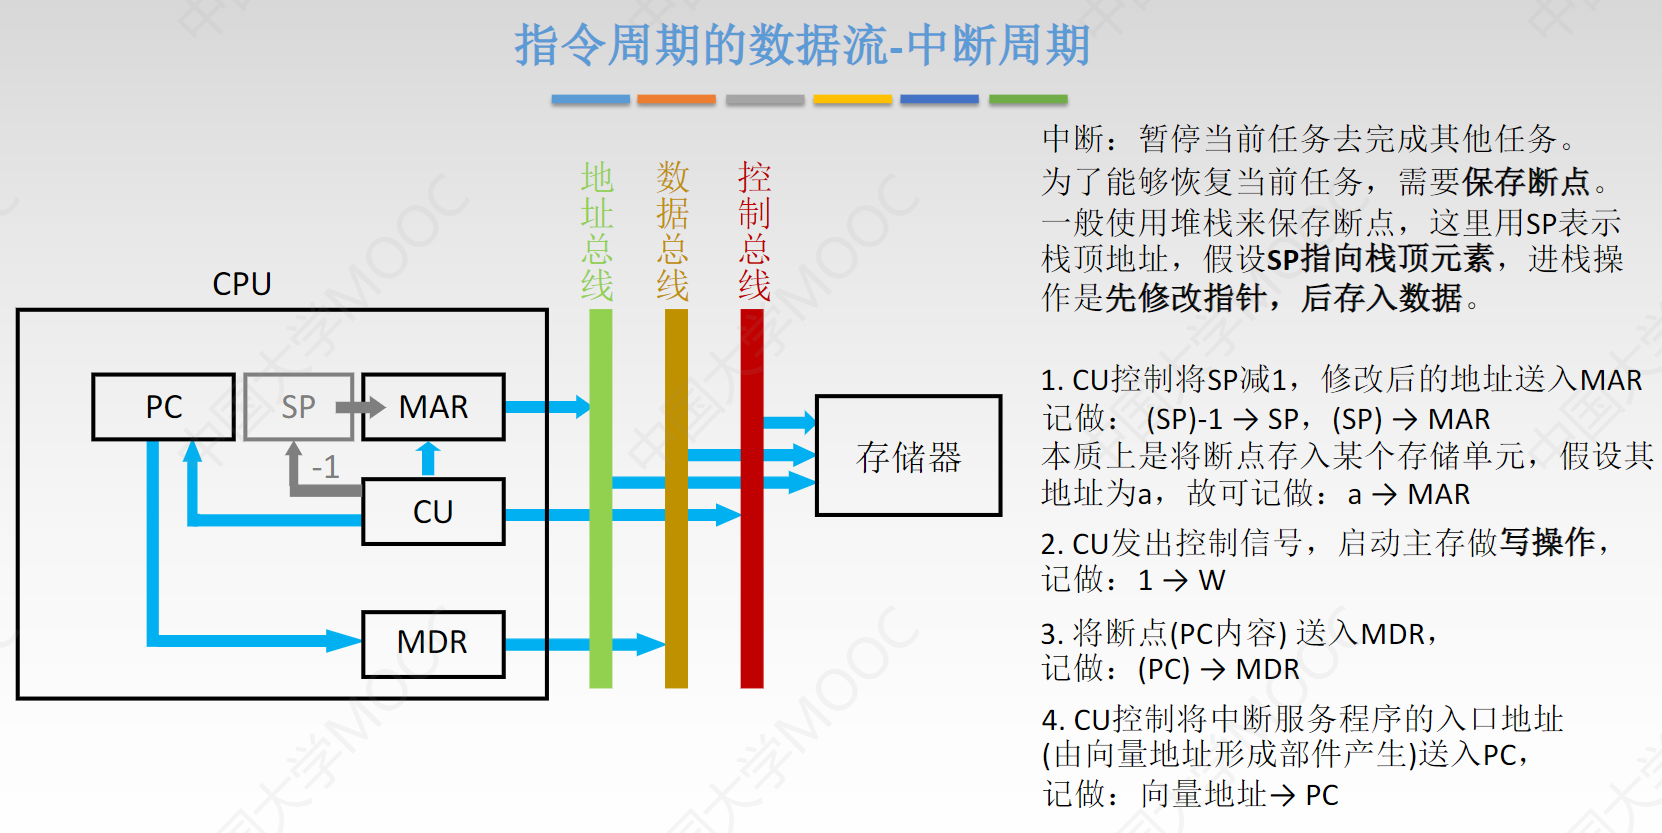 指令周期的数据流-中断周期
中断：暂停当前任务去完成其他任务。
为了能够恢复当前任务，需要保存断点。
一般使用堆栈来保存断点，这里用SP表示
栈顶地址，假设SP指向栈顶元素，进栈操
作是先修改指针，后存入数据。
1. CU控制将SP减1，修改后的地址送入MAR
记做： (SP)-1 → SP，(SP) → MAR
本质上是将断点存入某个存储单元，假设其
地址为a，故可记做：a → MAR
2. CU发出控制信号，启动主存做写操作，
记做：1 → W
3. 将断点(PC内容) 送入MDR，
记做：(PC) → MDR
4. CU控制将中断服务程序的入口地址
(由向量地址形成部件产生)送入PC，
记做：向量地址→ PC
地址总线
数据总线
控制总线
CPU
PC
SP
MAR
-1
CU
MDR
存储器
中国大学MOOC